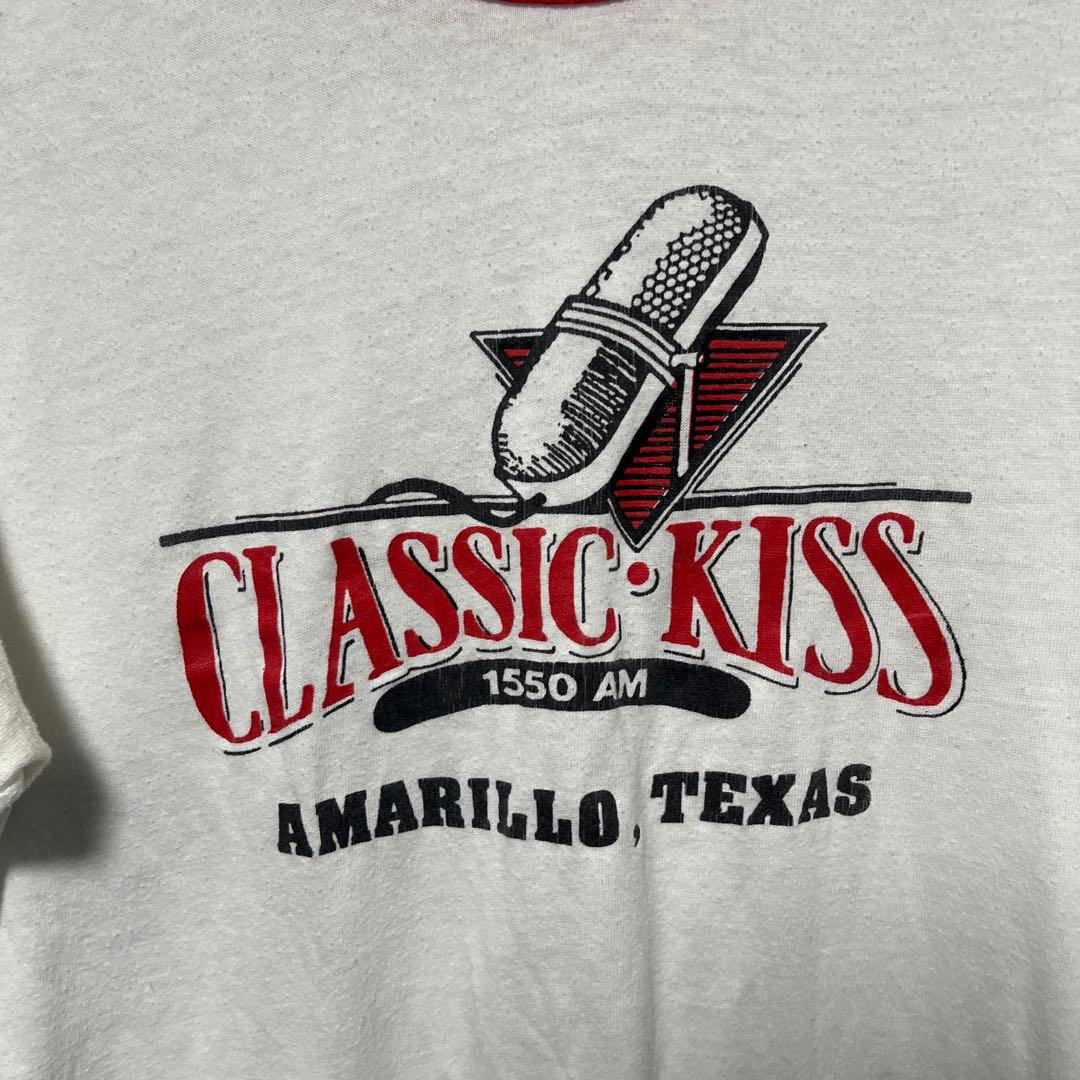 CLASSIC • KISS
1550 AM
AMARILLO, TEXAS